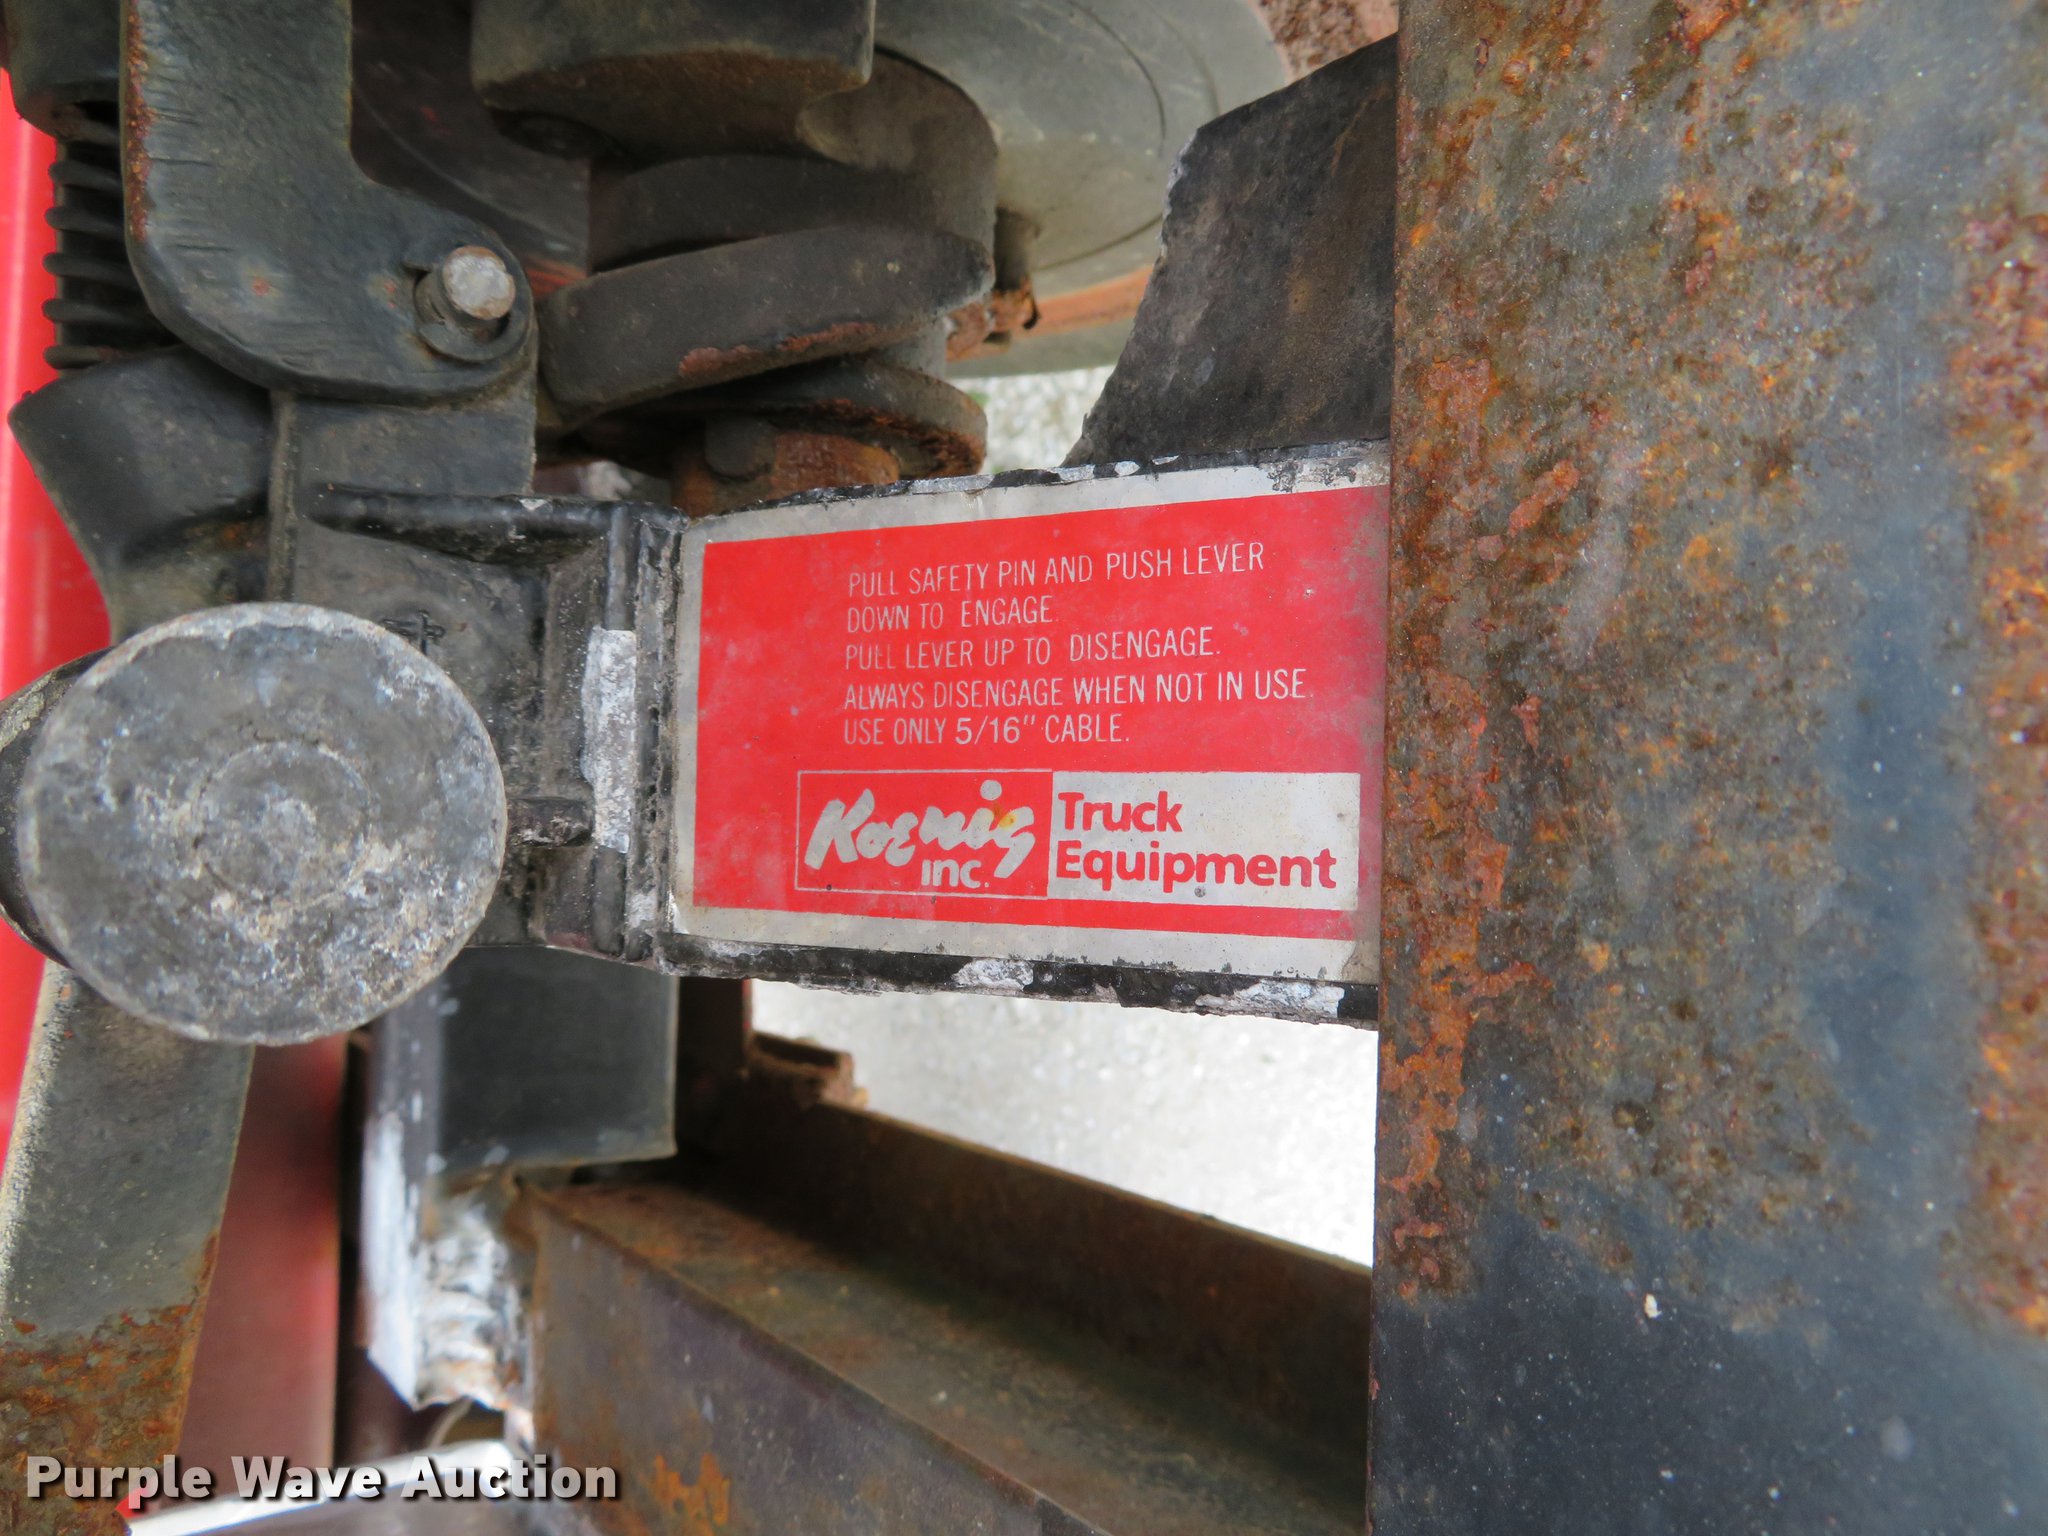 PULL SAFETY PIN AND PUSH LEVER
DOWN TO ENGAGE.
PULL LEVER UP TO DISENGAGE.
ALWAYS DISENGAGE WHEN NOT IN USE.
USE ONLY 5/16" CABLE.
Koenig
INC.
Truck
Equipment
Purple Wave Auction